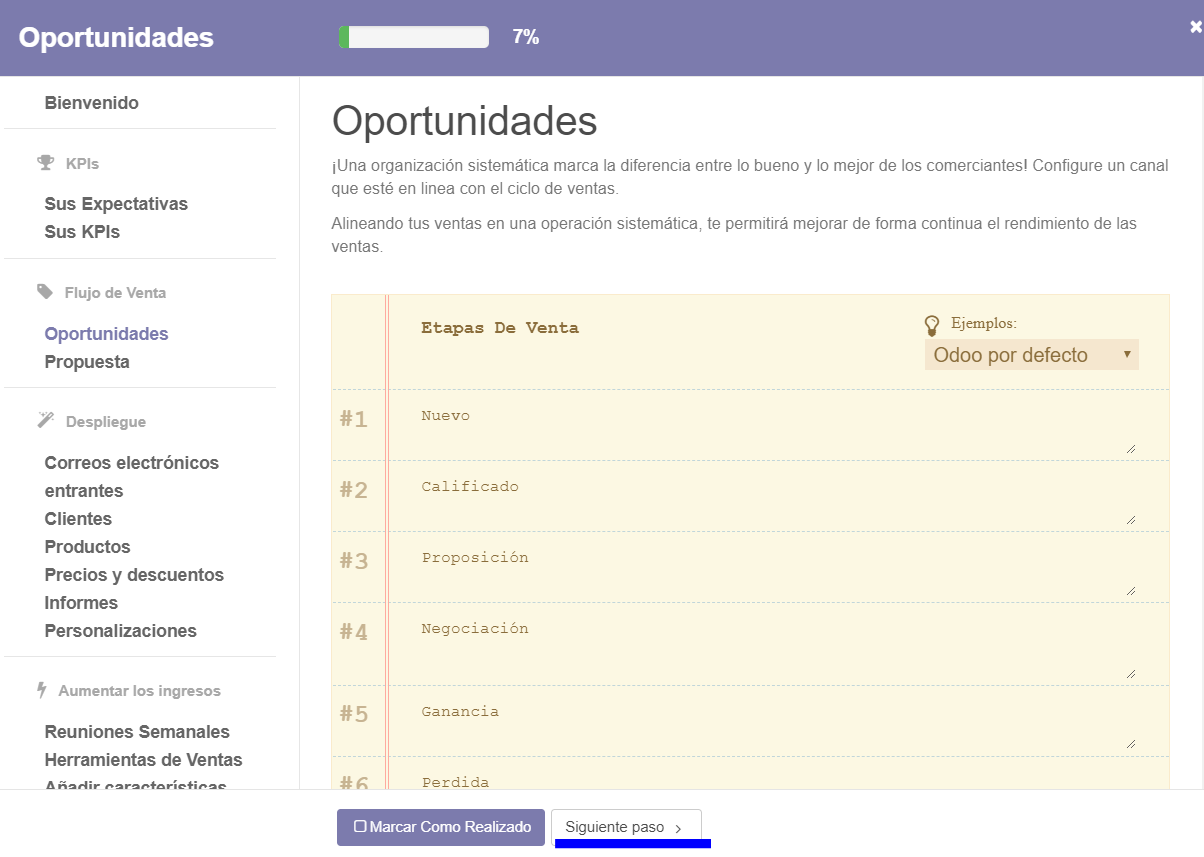 Oportunidades
7%
Bienvenido
KPIs
Sus Expectativas
Sus KPIs
Flujo de Venta
Oportunidades
Propuesta
Despliegue
Correos electrónicos
entrantes
Clientes
Productos
Precios y descuentos
Informes
Personalizaciones
Aumentar los ingresos
Reuniones Semanales
Herramientas de Ventas
Añadir características
Oportunidades
¡Una organización sistemática marca la diferencia entre lo bueno y lo mejor de los comerciantes! Configure un canal
que esté en linea con el ciclo de ventas.
Alineando tus ventas en una operación sistemática, te permitirá mejorar de forma continua el rendimiento de las
ventas.
Etapas De Venta
Ejemplos:
Odoo por defecto
#1 Nuevo
#2 Calificado
#3 Proposición
#4 Negociación
#5 Ganancia
#6 Perdida
Marcar Como Realizado
Siguiente paso